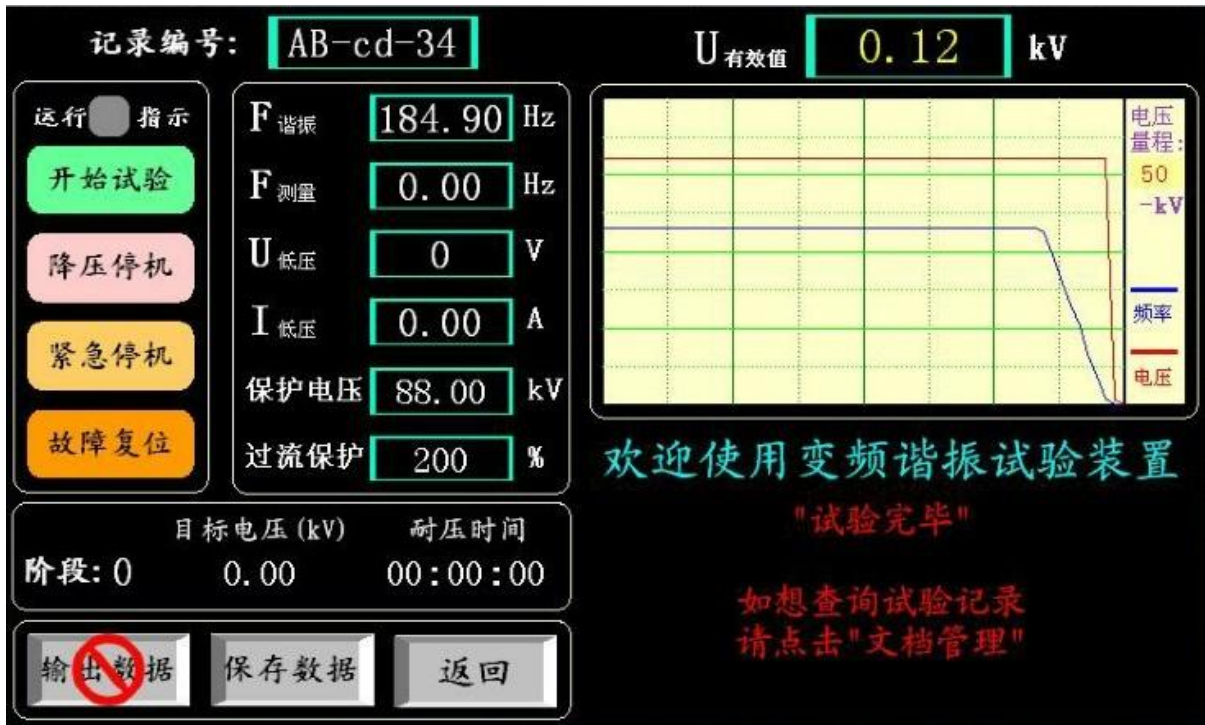 记录编号: AB-cd-34
U有效值 0.12 kV
运行 指示
开始试验
降压停机
紧急停机
故障复位
F谐振 184.90 Hz
F测量 0.00 Hz
U低压 0 V
I低压 0.00 A
保护电压 88.00 kV
过流保护 200 %
电压
量程:
50
-kV
频率
电压
欢迎使用变频谐振试验装置
"试验完毕"
如想查询试验记录
请点击"文档管理"
目标电压(kV) 耐压时间
阶段: 0 0.00 00:00:00
输出数据 保存数据 返回